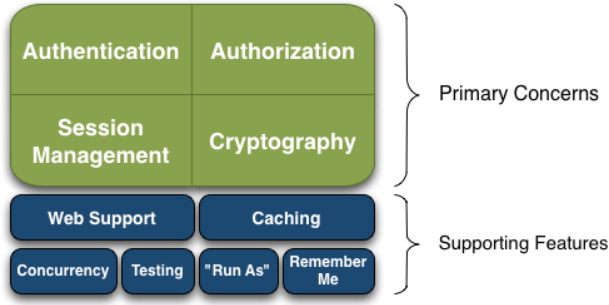 Authentication
Authorization
Session
Management
Cryptography
Primary Concerns
Web Support
Caching
Concurrency
Testing
"Run As"
Remember
Me
Supporting Features